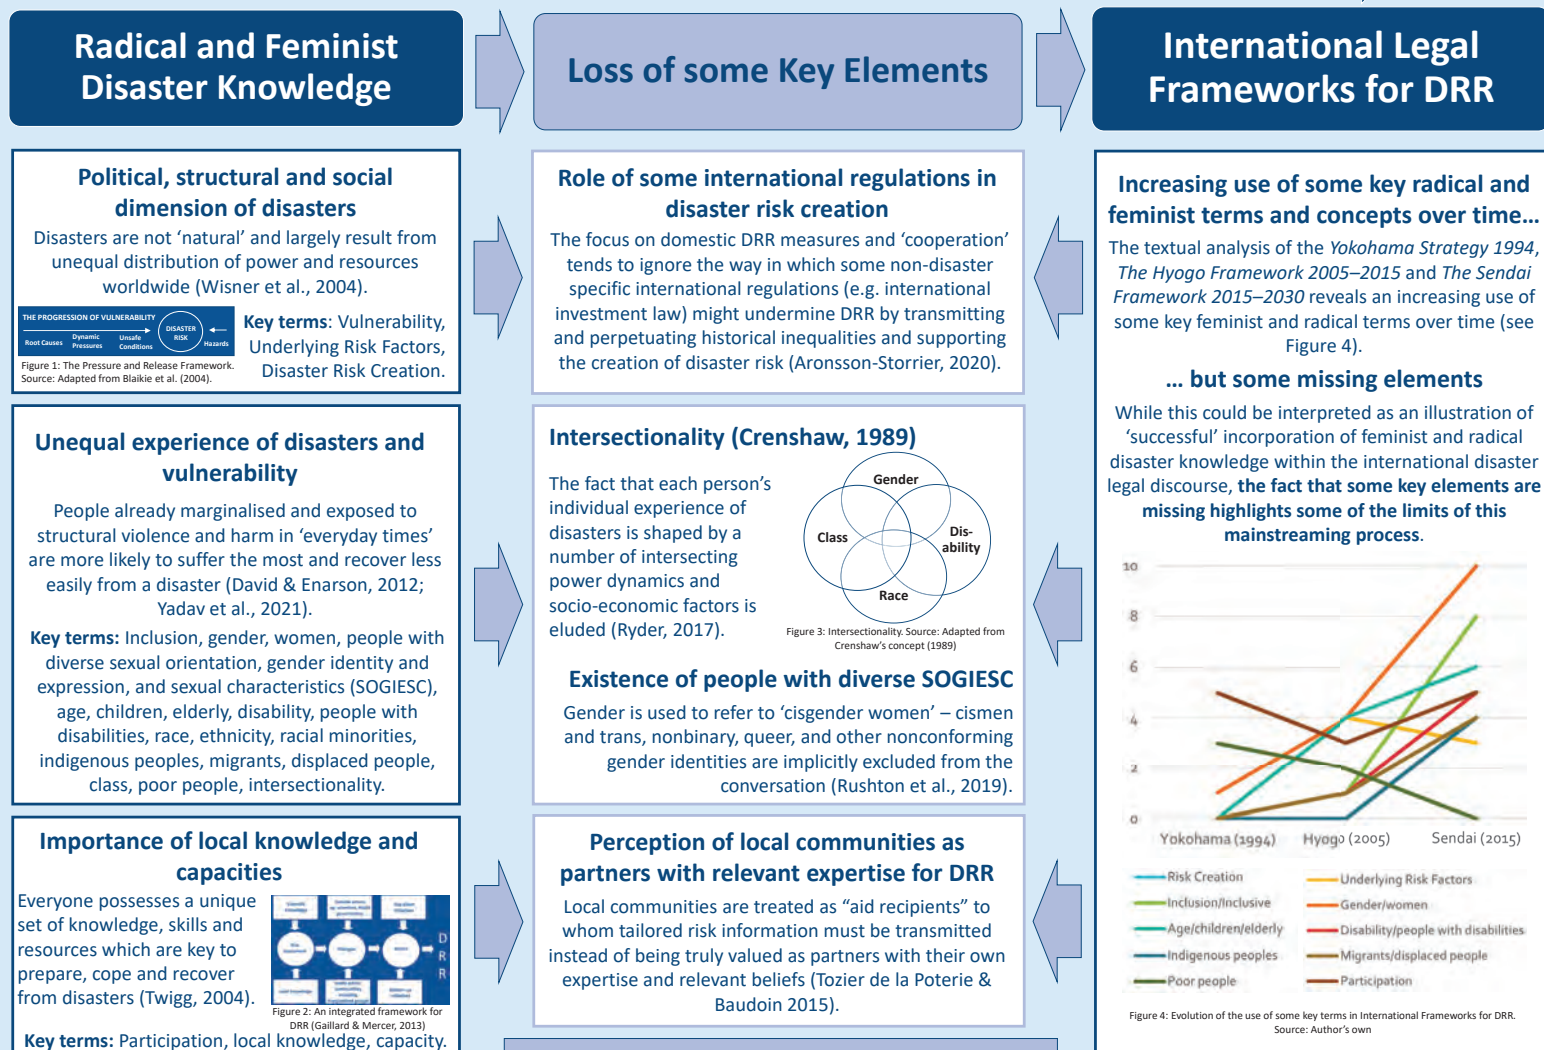 Radical and Feminist
Disaster Knowledge
Loss of some Key Elements
International Legal
Frameworks for DRR
Political, structural and social
dimension of disasters
Disasters are not ‘natural’ and largely result from
unequal distribution of power and resources
worldwide (Wisner et al., 2004).
THE PROGRESSION OF VULNERABILITY
Root Causes
Dynamic
Pressures
Unsafe
Conditions
DISASTER
RISK
Hazards
Figure 1: The Pressure and Release Framework.
Source: Adapted from Blaikie et al. (2004).
Key terms: Vulnerability,
Underlying Risk Factors,
Disaster Risk Creation.
Unequal experience of disasters and
vulnerability
People already marginalised and exposed to
structural violence and harm in ‘everyday times’
are more likely to suffer the most and recover less
easily from a disaster (David & Enarson, 2012;
Yadav et al., 2021).
Key terms: Inclusion, gender, women, people with
diverse sexual orientation, gender identity and
expression, and sexual characteristics (SOGIESC),
age, children, elderly, disability, people with
disabilities, race, ethnicity, racial minorities,
indigenous peoples, migrants, displaced people,
class, poor people, intersectionality.
Importance of local knowledge and
capacities
Everyone possesses a unique
set of knowledge, skills and
resources which are key to
prepare, cope and recover
from disasters (Twigg, 2004).
D
R
R
Figure 2: An integrated framework for
DRR (Gaillard & Mercer, 2013)
Key terms: Participation, local knowledge, capacity.
Role of some international regulations in
disaster risk creation
The focus on domestic DRR measures and ‘cooperation’
tends to ignore the way in which some non-disaster
specific international regulations (e.g. international
investment law) might undermine DRR by transmitting
and perpetuating historical inequalities and supporting
the creation of disaster risk (Aronsson-Storrier, 2020).
Intersectionality (Crenshaw, 1989)
The fact that each person’s
individual experience of
disasters is shaped by a
number of intersecting
power dynamics and
socio-economic factors is
eluded (Ryder, 2017).
Gender
Class
Dis-
ability
Race
Figure 3: Intersectionality. Source: Adapted from
Crenshaw’s concept (1989)
Existence of people with diverse SOGIESC
Gender is used to refer to ‘cisgender women’ – cismen
and trans, nonbinary, queer, and other nonconforming
gender identities are implicitly excluded from the
conversation (Rushton et al., 2019).
Perception of local communities as
partners with relevant expertise for DRR
Local communities are treated as “aid recipients” to
whom tailored risk information must be transmitted
instead of being truly valued as partners with their own
expertise and relevant beliefs (Tozier de la Poterie &
Baudoin 2015).
Increasing use of some key radical and
feminist terms and concepts over time…
The textual analysis of the Yokohama Strategy 1994,
The Hyogo Framework 2005–2015 and The Sendai
Framework 2015–2030 reveals an increasing use of
some key feminist and radical terms over time (see
Figure 4).
… but some missing elements
While this could be interpreted as an illustration of
‘successful’ incorporation of feminist and radical
disaster knowledge within the international disaster
legal discourse, the fact that some key elements are
missing highlights some of the limits of this
mainstreaming process.
10
8
6
4
2
0
Yokohama (1994) Hyogo (2005) Sendai (2015)
Risk Creation
Underlying Risk Factors
Inclusion/Inclusive
Gender/women
Age/children/elderly
Disability/people with disabilities
Indigenous peoples
Migrants/displaced people
Poor people
Participation
Figure 4: Evolution of the use of some key terms in International Frameworks for DRR.
Source: Author’s own